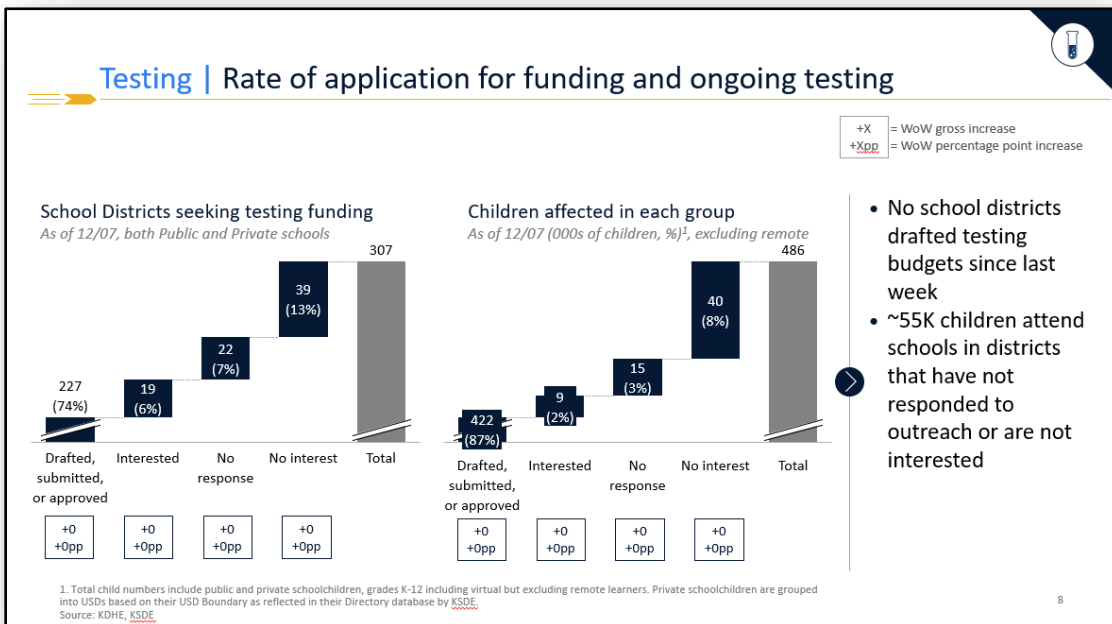 Testing | Rate of application for funding and ongoing testing
+X = WoW gross increase
+Xpp = WoW percentage point increase
School Districts seeking testing funding
As of 12/07, both Public and Private schools
307
39
(13%)
22
(7%)
19
(6%)
227
(74%)
Drafted, submitted, or approved
Interested
No response
No interest
Total
+0
+0pp
+0
+0pp
+0
+0pp
+0
+0pp
Children affected in each group
As of 12/07 (000s of children, %)1, excluding remote
486
40
(8%)
15
(3%)
9
(2%)
422
(87%)
Drafted, submitted, or approved
Interested
No response
No interest
Total
+0
+0pp
+0
+0pp
+0
+0pp
+0
+0pp
• No school districts
drafted testing
budgets since last
week
• ~55K children attend
schools in districts
that have not
responded to
outreach or are not
interested
1. Total child numbers include public and private schoolchildren, grades K-12 including virtual but excluding remote learners. Private schoolchildren are grouped
into USDs based on their USD Boundary as reflected in their Directory database by KSDE.
Source: KDHE, KSDE
8